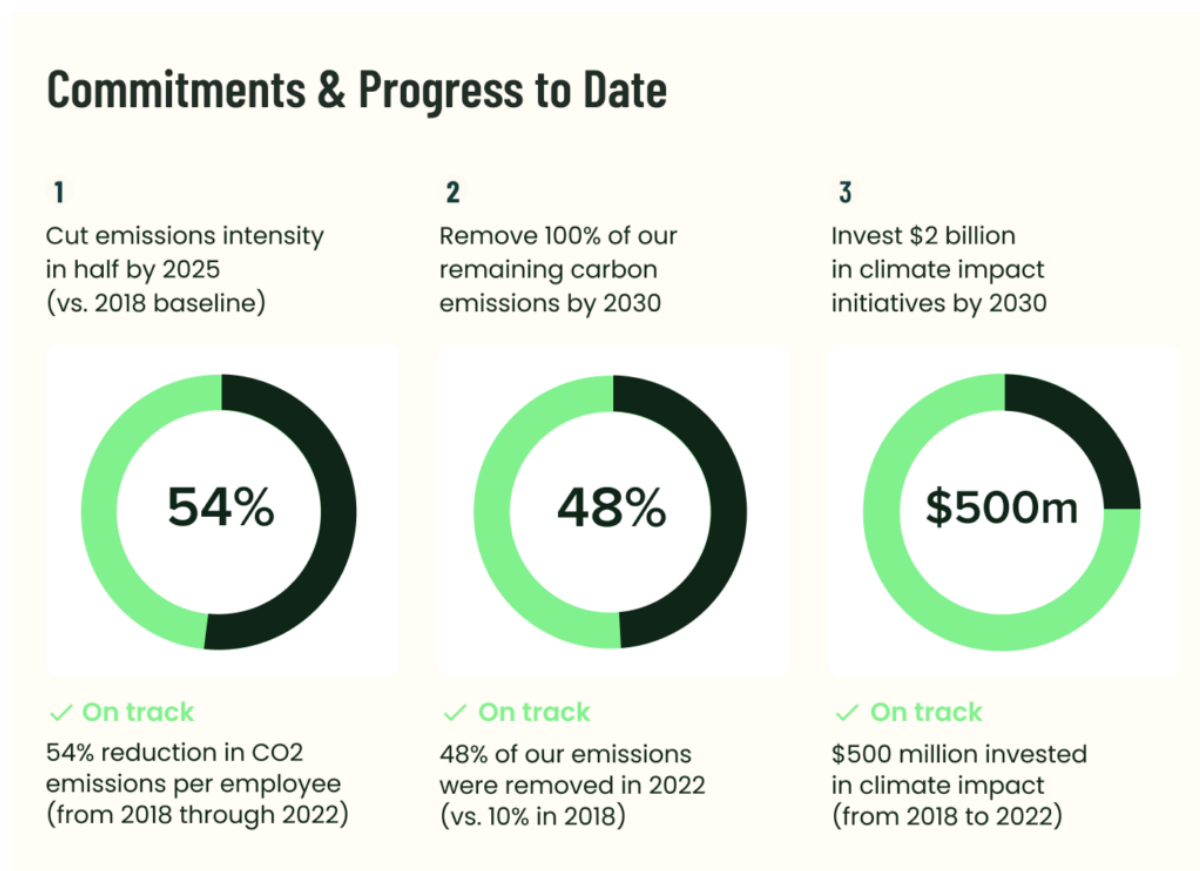 Commitments & Progress to Date
1
Cut emissions intensity
in half by 2025
(vs. 2018 baseline)
54%
✓ On track
54% reduction in CO2
emissions per employee
(from 2018 through 2022)
2
Remove 100% of our
remaining carbon
emissions by 2030
48%
✓ On track
48% of our emissions
were removed in 2022
(vs. 10% in 2018)
3
Invest $2 billion
in climate impact
initiatives by 2030
$500m
✓ On track
$500 million invested
in climate impact
(from 2018 to 2022)